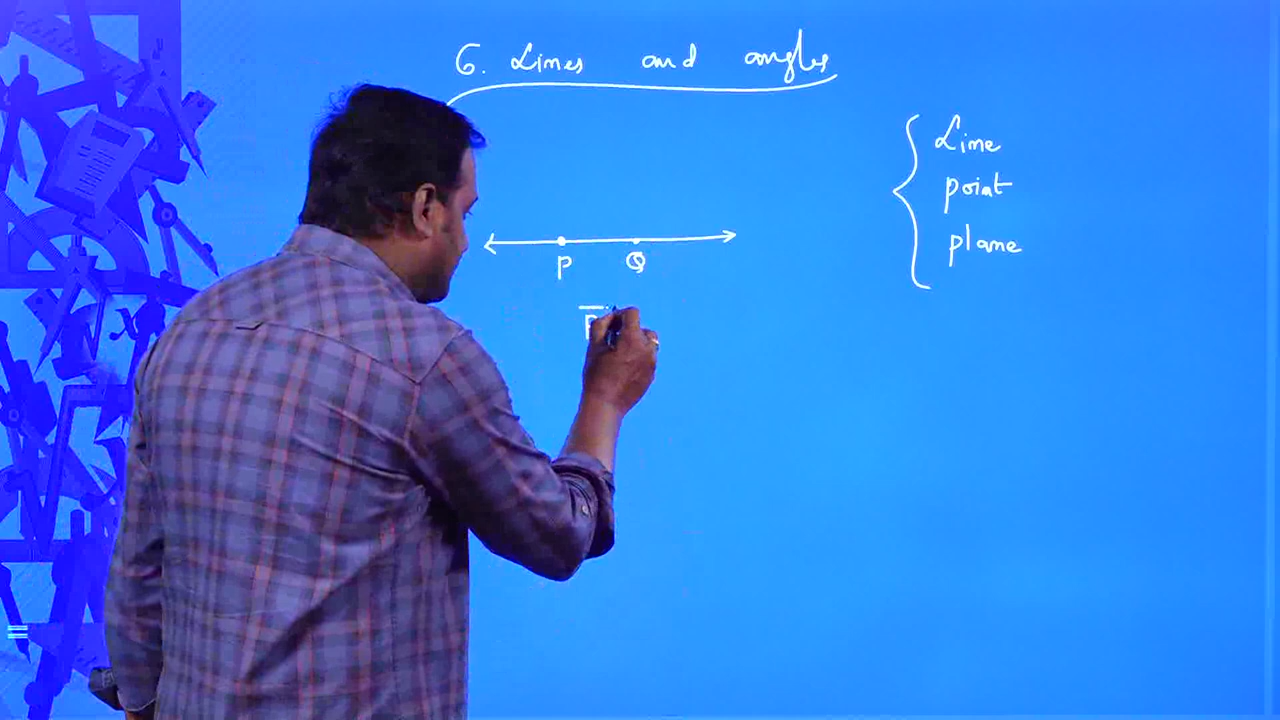 6. Lines and angles
Line
point
plane
P Q
P